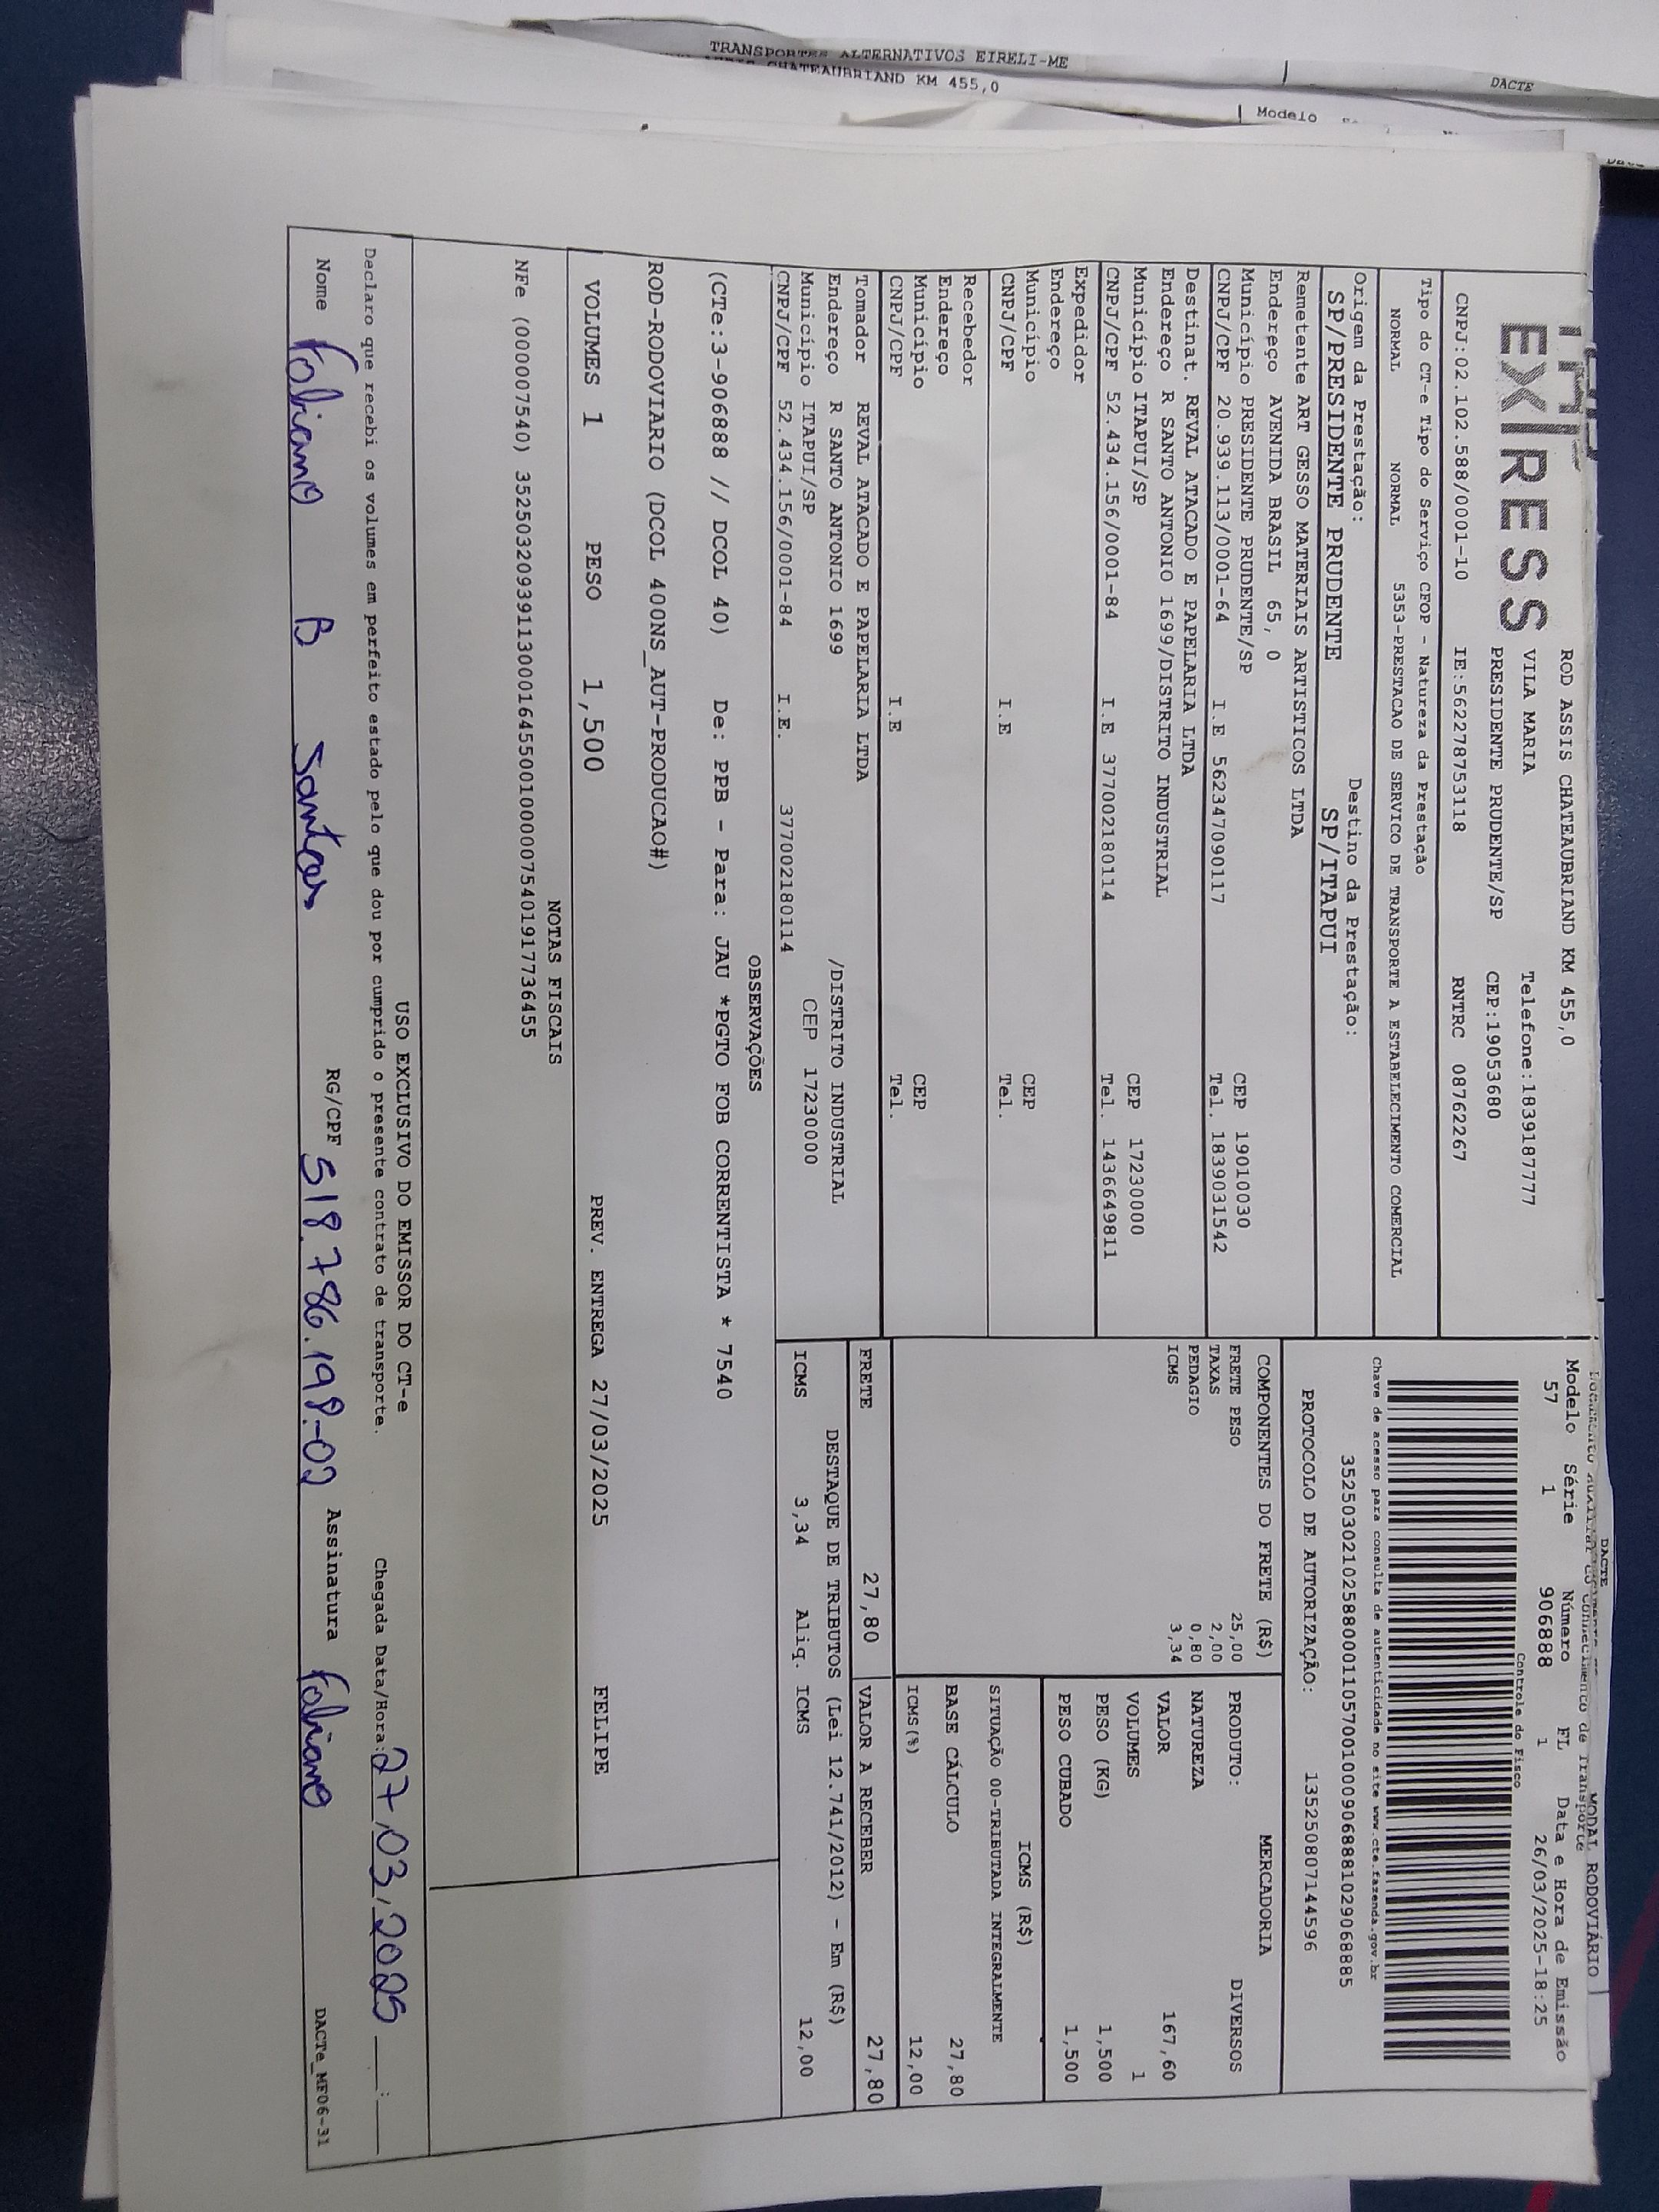 TRANSPORTES ALTERNATIVOS EIRELI-ME
CHATEAUBRIAND KM 455,0
DACTE
Modelo
EXPRESS
ROD ASSIS CHATEAUBRIAND KM 455,0
VILA MARIA Telefone:1839187777
PRESIDENTE PRUDENTE/SP CEP:19053680
CNPJ:02.102.588/0001-10 IE:562278753118 RNTRC 08762267
Tipo do CT-e Tipo do Serviço CFOP - Natureza da Prestação
NORMAL NORMAL 5353-PRESTACAO DE SERVICO DE TRANSPORTE A ESTABELECIMENTO COMERCIAL
Origem da Prestação: Destino da Prestação:
SP/PRESIDENTE PRUDENTE SP/ITAPUI
Remetente ART GESSO MATERIAIS ARTISTICOS LTDA
Endereço AVENIDA BRASIL 65, 0
Município PRESIDENTE PRUDENTE/SP CEP 19010030
CNPJ/CPF 20.939.113/0001-64 I.E 562347090117 Tel. 1839031542
Destinat. REVAL ATACADO E PAPELARIA LTDA
Endereço R SANTO ANTONIO 1699/DISTRITO INDUSTRIAL
Município ITAPUI/SP CEP 17230000
CNPJ/CPF 52.434.156/0001-84 I.E 377002180114 Tel. 1436649811
Expedidor
Endereço
Município CEP
CNPJ/CPF I.E Tel.
Recebedor
Endereço
Município CEP
CNPJ/CPF I.E Tel.
Tomador REVAL ATACADO E PAPELARIA LTDA
Endereço R SANTO ANTONIO 1699 /DISTRITO INDUSTRIAL
Município ITAPUI/SP CEP 17230000
CNPJ/CPF 52.434.156/0001-84 I.E. 377002180114
DACTE MODAL RODOVIÁRIO
Documento Auxiliar do Conhecimento de Transporte
Modelo Série Número FL Data e Hora de Emissão
57 1 906888 1 26/03/2025-18:25
Controle do Fisco
Chave de acesso para consulta de autenticidade no site www.cte.fazenda.gov.br
35250302102588000110570010009068881029068885
PROTOCOLO DE AUTORIZAÇÃO: 135250807144596
COMPONENTES DO FRETE (R$)
FRETE PESO 25,00
TAXAS 2,00
PEDAGIO 0,80
ICMS 3,34
MERCADORIA
PRODUTO: DIVERSOS
NATUREZA
VALOR 167,60
VOLUMES 1
PESO (KG) 1,500
PESO CUBADO 1,500
ICMS (R$)
SITUAÇÃO 00-TRIBUTADA INTEGRALMENTE
BASE CÁLCULO 27,80
ICMS(%) 12,00
FRETE 27,80 VALOR A RECEBER 27,80
DESTAQUE DE TRIBUTOS (Lei 12.741/2012) - Em (R$)
ICMS 3,34 Aliq. ICMS 12,00
OBSERVAÇÕES
(CTe:3-906888 // DCOL 40) De: PPB - Para: JAU *PGTO FOB CORRENTISTA * 7540
ROD-RODOVIARIO (DCOL 400NS_AUT-PRODUCAO#)
VOLUMES 1 PESO 1,500 PREV. ENTREGA 27/03/2025 FELIPE
NOTAS FISCAIS
NFe (000007540) 35250320939113000164550010000075401917736455
USO EXCLUSIVO DO EMISSOR DO CT-e
Declaro que recebi os volumes em perfeito estado pelo que dou por cumprido o presente contrato de transporte. Chegada Data/Hora: 27/03/2025 ___:___
Nome Fabiano B Santos RG/CPF 518.786.198-02 Assinatura Fabiano DACTe_MF06-31